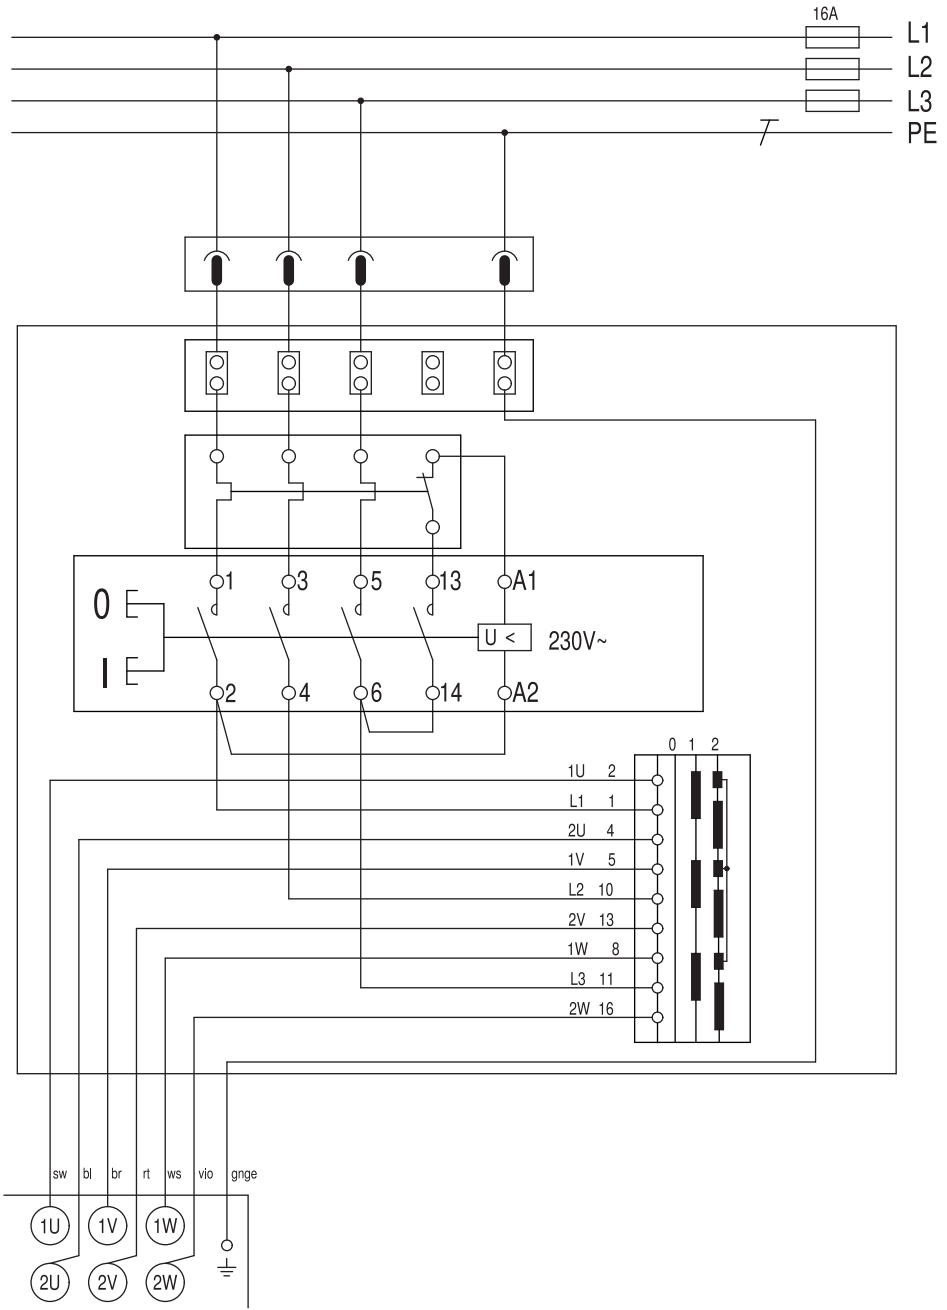 16A
L1
L2
L3
PE
1 3 5 13 A1
0
U < 230V~
I
2 4 6 14 A2
0 1 2
1U 2
L1 1
2U 4
1V 5
L2 10
2V 13
1W 8
L3 11
2W 16
sw bl br rt ws vio gnge
1U 1V 1W
2U 2V 2W